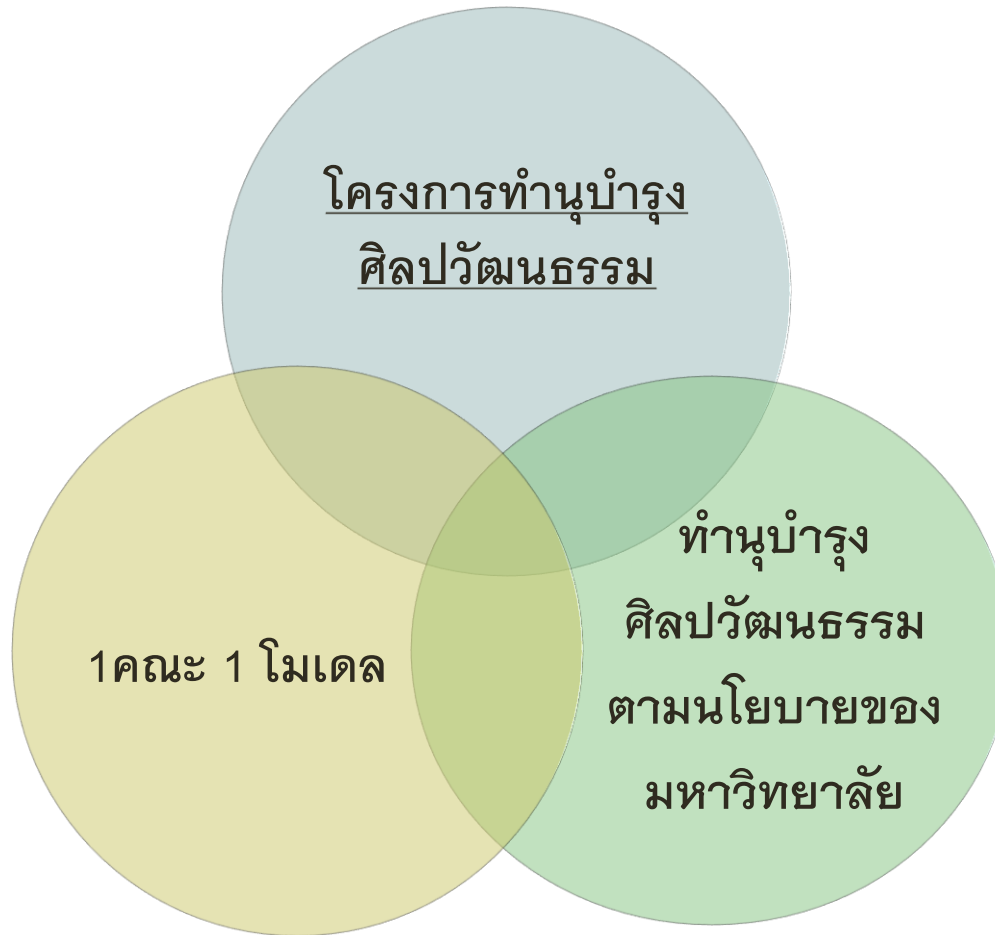 โครงการทำนุบำรุง
ศิลปวัฒนธรรม
1คณะ 1 โมเดล
ทำนุบำรุง
ศิลปวัฒนธรรม
ตามนโยบายของ
มหาวิทยาลัย